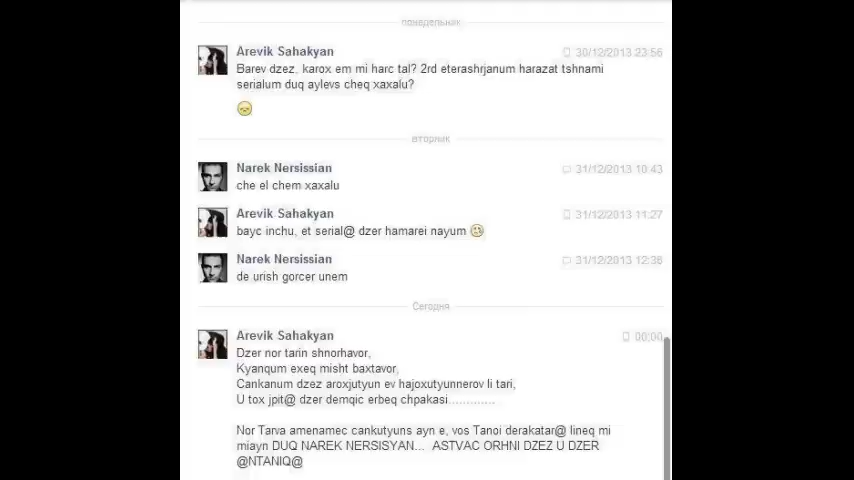 понедельник
Arevik Sahakyan 30/12/2013 23:56
Barev dzez, karox em mi harc tal? 2rd eterashrjanum harazat tshnami
serialum duq aylevs cheq xaxalu?
вторник
Narek Nersissian 31/12/2013 10:43
che el chem xaxalu
Arevik Sahakyan 31/12/2013 11:27
bayc inchu, et serial@ dzer hamarei nayum
Narek Nersissian 31/12/2013 12:38
de urish gorcer unem
Сегодня
Arevik Sahakyan 00:00
Dzer nor tarin shnorhavor,
Kyanqum exeq misht baxtavor,
Cankanum dzez aroxjutyun ev hajoxutyunnerov li tari,
U tox jpit@ dzer demqic erbeq chpakasi.............
Nor Tarva amenamec cankutyuns ayn e, vos Tanoi derakatar@ lineq mi
miayn DUQ NAREK NERSISYAN... ASTVAC ORHNI DZEZ U DZER
@NTANIQ@